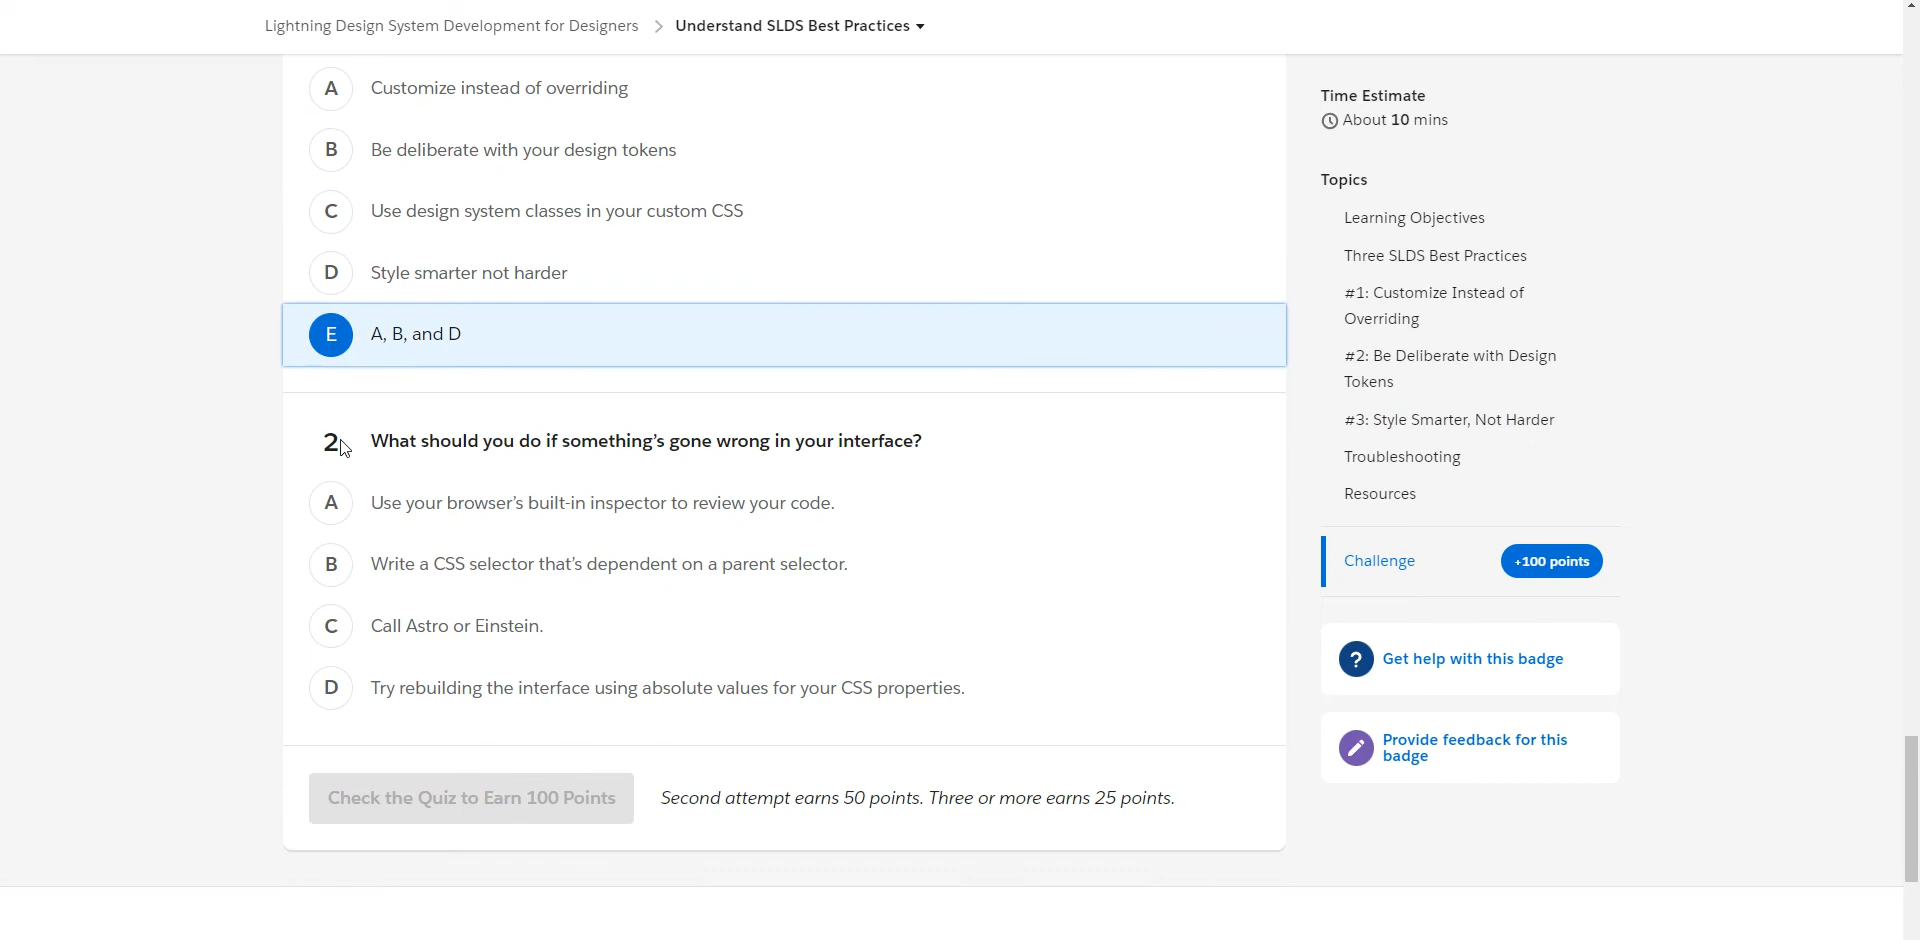 Lightning Design System Development for Designers
Understand SLDS Best Practices
A Customize instead of overriding
B Be deliberate with your design tokens
C Use design system classes in your custom CSS
D Style smarter not harder
E A, B, and D
2 What should you do if something’s gone wrong in your interface?
A Use your browser’s built-in inspector to review your code.
B Write a CSS selector that’s dependent on a parent selector.
C Call Astro or Einstein.
D Try rebuilding the interface using absolute values for your CSS properties.
Check the Quiz to Earn 100 Points
Second attempt earns 50 points. Three or more earns 25 points.
Time Estimate
About 10 mins
Topics
Learning Objectives
Three SLDS Best Practices
#1: Customize Instead of
Overriding
#2: Be Deliberate with Design
Tokens
#3: Style Smarter, Not Harder
Troubleshooting
Resources
Challenge
+100 points
? Get help with this badge
Provide feedback for this
badge